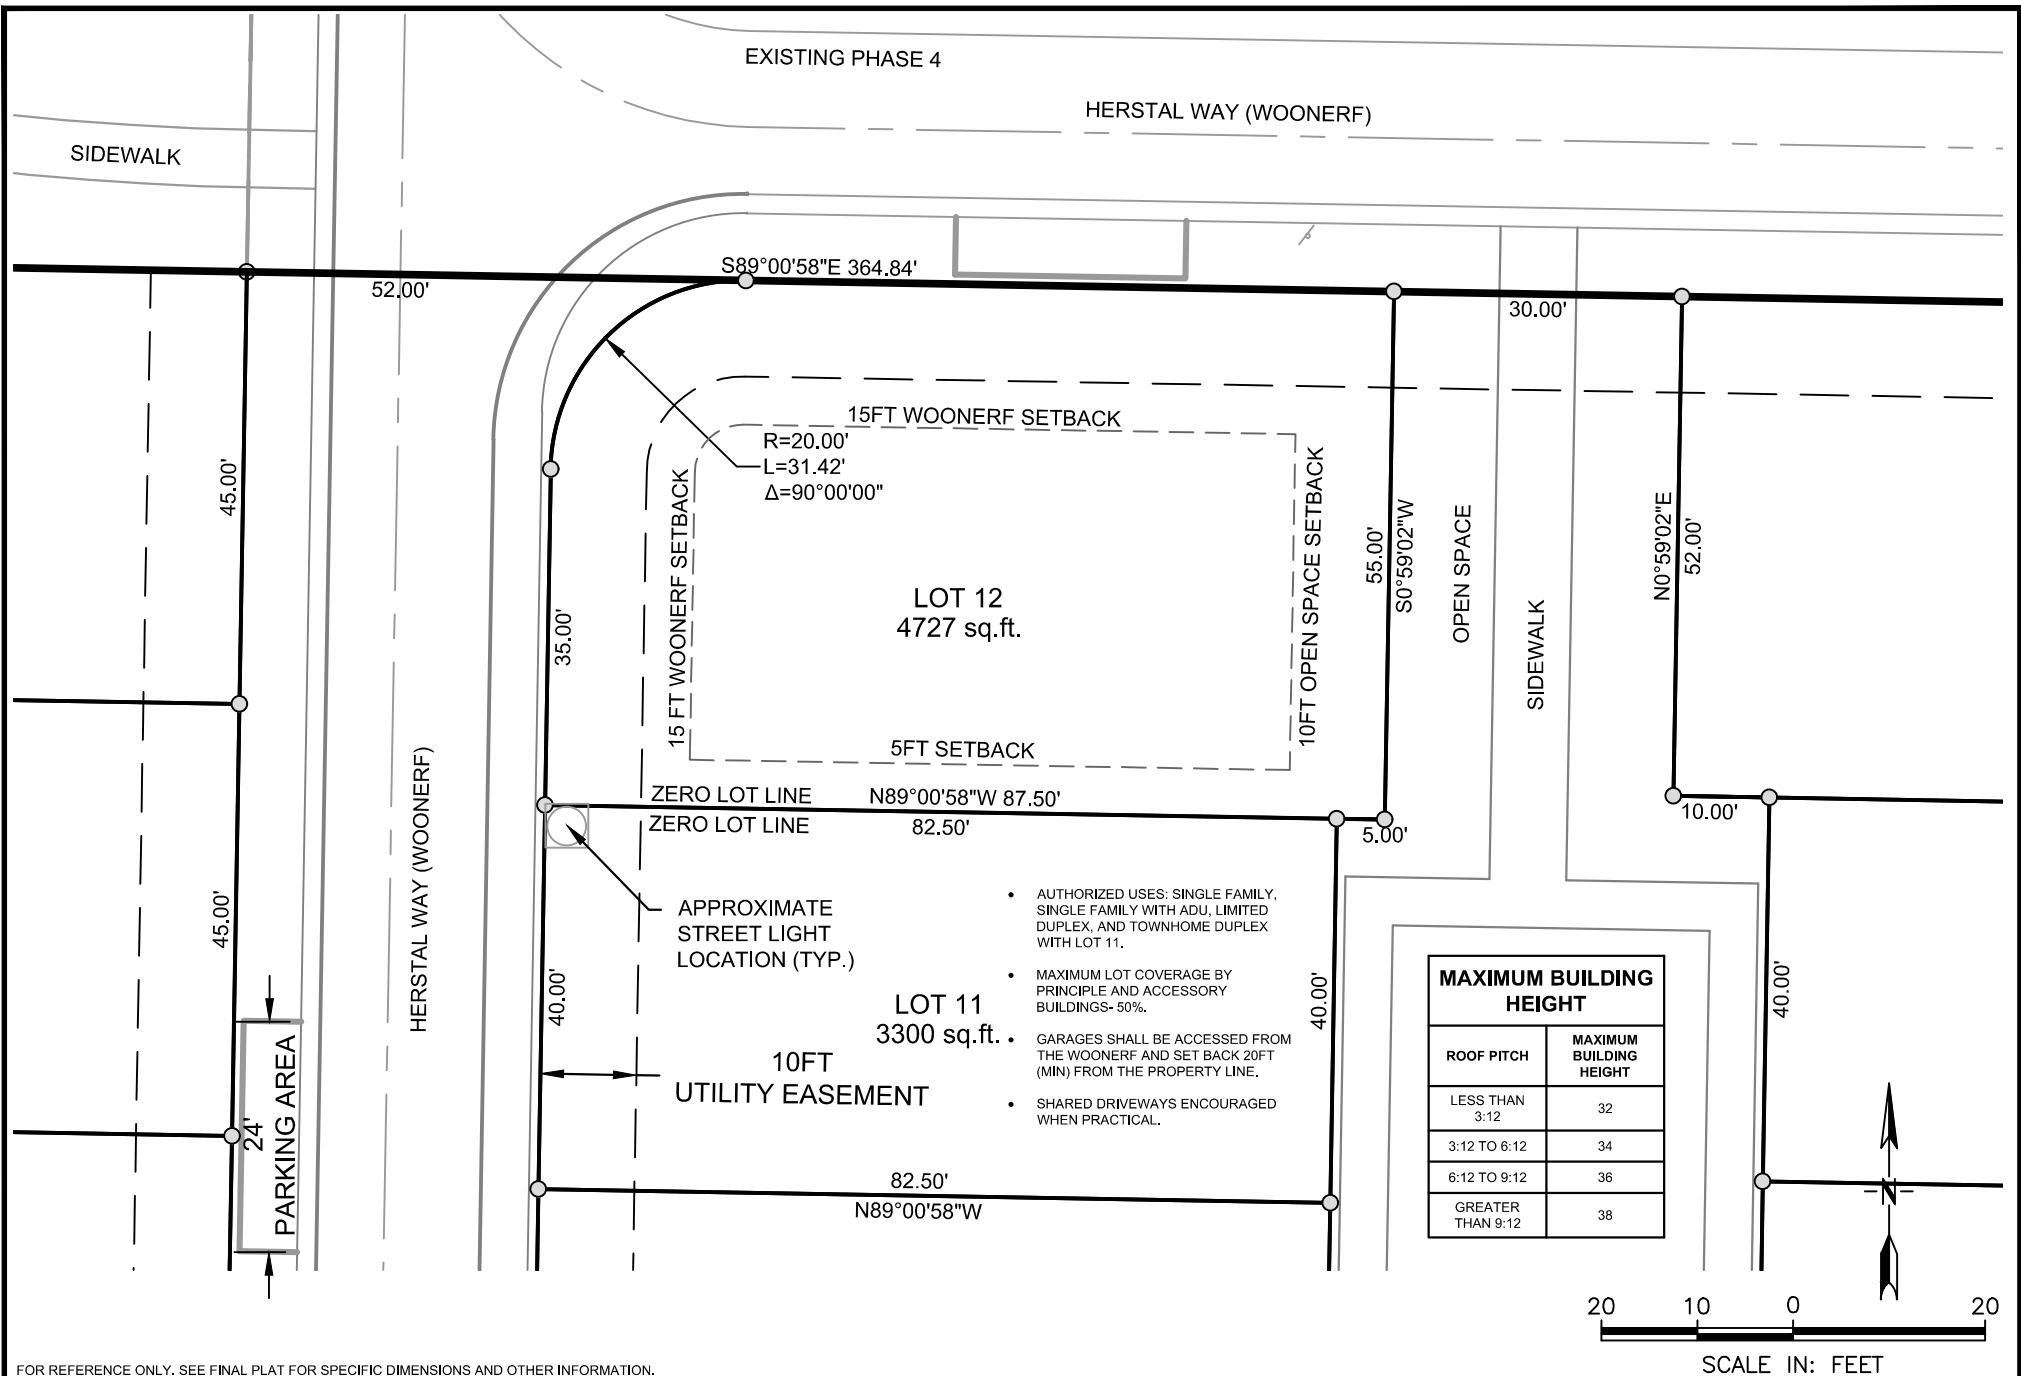 EXISTING PHASE 4
HERSTAL WAY (WOONERF)
SIDEWALK
S89°00'58"E 364.84'
52.00'
30.00'
15FT WOONERF SETBACK
R=20.00'
L=31.42'
Δ=90°00'00"
45.00'
35.00'
15 FT WOONERF SETBACK
LOT 12
4727 sq.ft.
10FT OPEN SPACE SETBACK
55.00'
S0°59'02"W
OPEN SPACE
SIDEWALK
N0°59'02"E
52.00'
5FT SETBACK
ZERO LOT LINE
N89°00'58"W 87.50'
ZERO LOT LINE
82.50'
5.00'
10.00'
HERSTAL WAY (WOONERF)
45.00'
APPROXIMATE
STREET LIGHT
LOCATION (TYP.)
• AUTHORIZED USES: SINGLE FAMILY,
SINGLE FAMILY WITH ADU, LIMITED
DUPLEX, AND TOWNHOME DUPLEX
WITH LOT 11.
• MAXIMUM LOT COVERAGE BY
PRINCIPLE AND ACCESSORY
BUILDINGS- 50%.
• GARAGES SHALL BE ACCESSED FROM
THE WOONERF AND SET BACK 20FT
(MIN) FROM THE PROPERTY LINE.
• SHARED DRIVEWAYS ENCOURAGED
WHEN PRACTICAL.
40.00'
LOT 11
3300 sq.ft.
40.00'
40.00'
10FT
UTILITY EASEMENT
24'
PARKING AREA
82.50'
N89°00'58"W
MAXIMUM BUILDING
HEIGHT
ROOF PITCH
MAXIMUM
BUILDING
HEIGHT
LESS THAN
3:12
32
3:12 TO 6:12
34
6:12 TO 9:12
36
GREATER
THAN 9:12
38
N
20 10 0 20
SCALE IN: FEET
FOR REFERENCE ONLY. SEE FINAL PLAT FOR SPECIFIC DIMENSIONS AND OTHER INFORMATION.